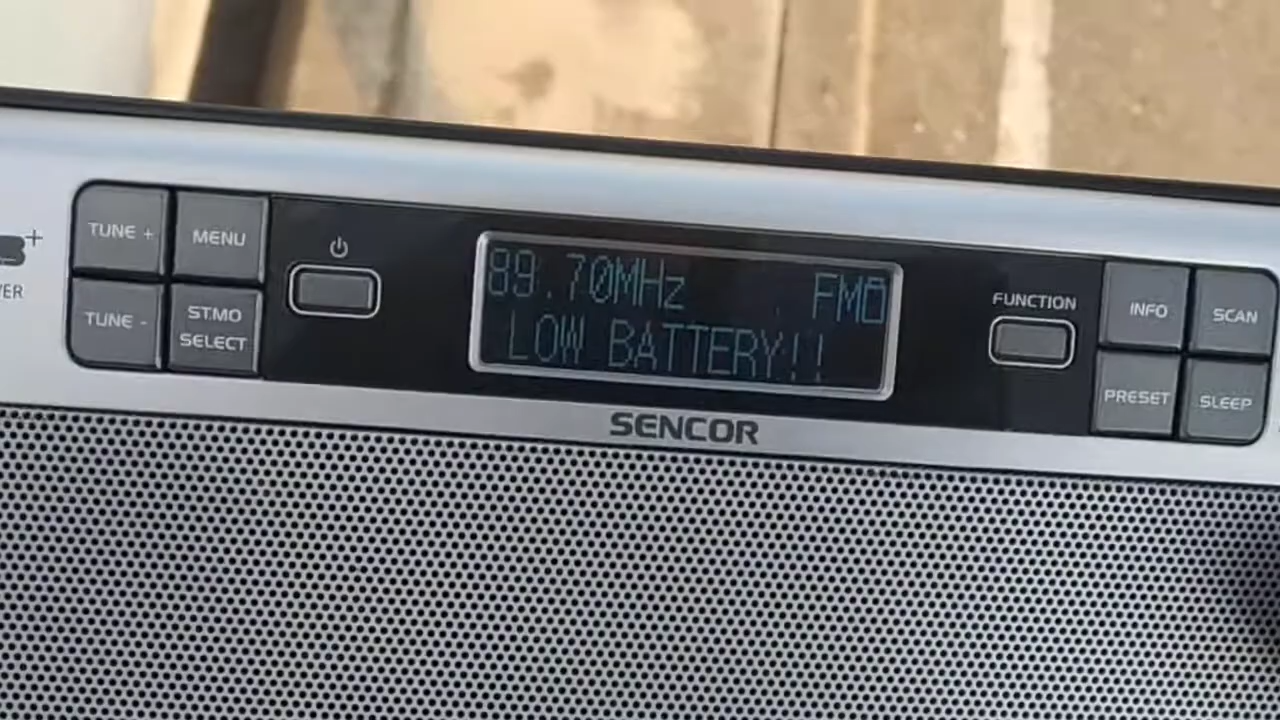 TUNE +
MENU
TUNE -
ST.MO
SELECT
89.70MHz FM
LOW BATTERY!!
FUNCTION
INFO
SCAN
PRESET
SLEEP
SENCOR